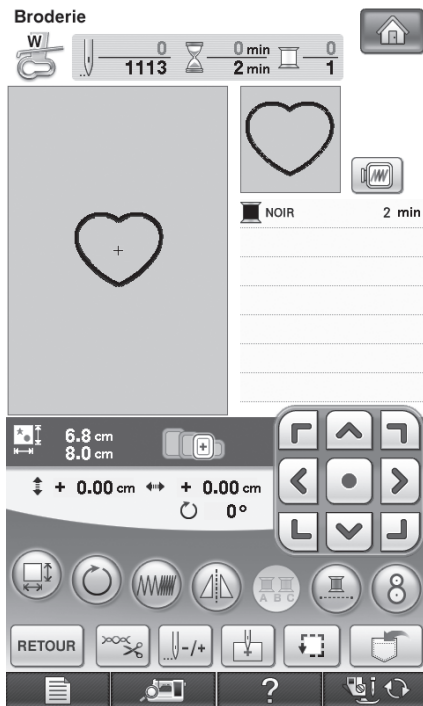 Broderie
W
0 0 min 0
1113 2 min 1
NOIR 2 min
6.8 cm
8.0 cm
+ 0.00 cm + 0.00 cm
0°
A B C
RETOUR
-/+
?